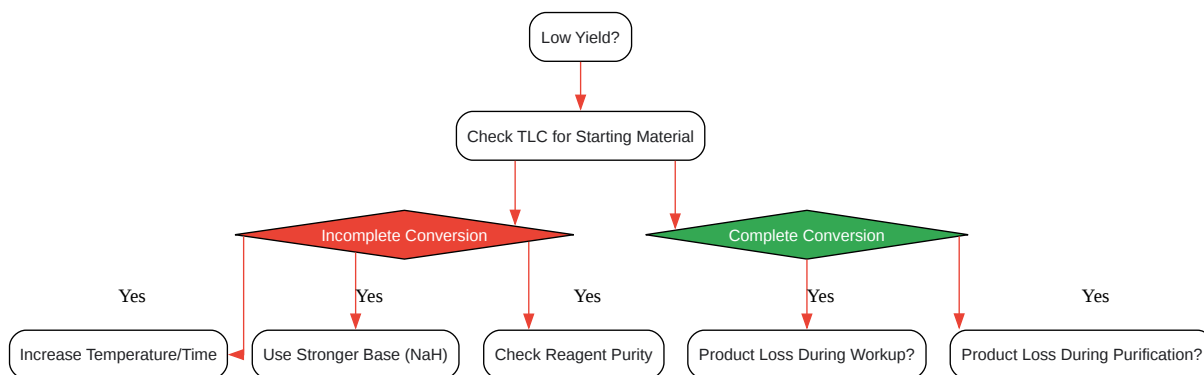 Low Yield?
Check TLC for Starting Material
Incomplete Conversion
Complete Conversion
Yes
Yes
Yes
Yes
Yes
Increase Temperature/Time
Use Stronger Base (NaH)
Check Reagent Purity
Product Loss During Workup?
Product Loss During Purification?